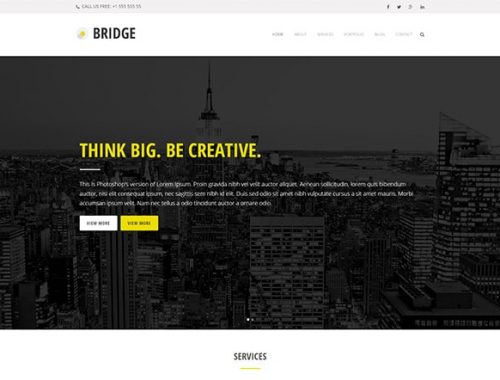 CALL US FREE: +1 555 555 55
BRIDGE
HOME ABOUT SERVICES PORTFOLIO BLOG CONTACT
THINK BIG. BE CREATIVE.
This is Photoshop's version of Lorem Ipsum. Proin gravida nibh vel velit auctor aliquet. Aenean sollicitudin, lorem quis bibendum
auctor, nisi elit consequat ipsum, nec sagittis sem nibh id elit. Duis sed odio sit amet nibh vulputate cursus a sit amet mauris. Morbi
accumsan ipsum velit. Nam nec tellus a odio tincidunt auctor a ornare odio.
VIEW MORE VIEW MORE
SERVICES